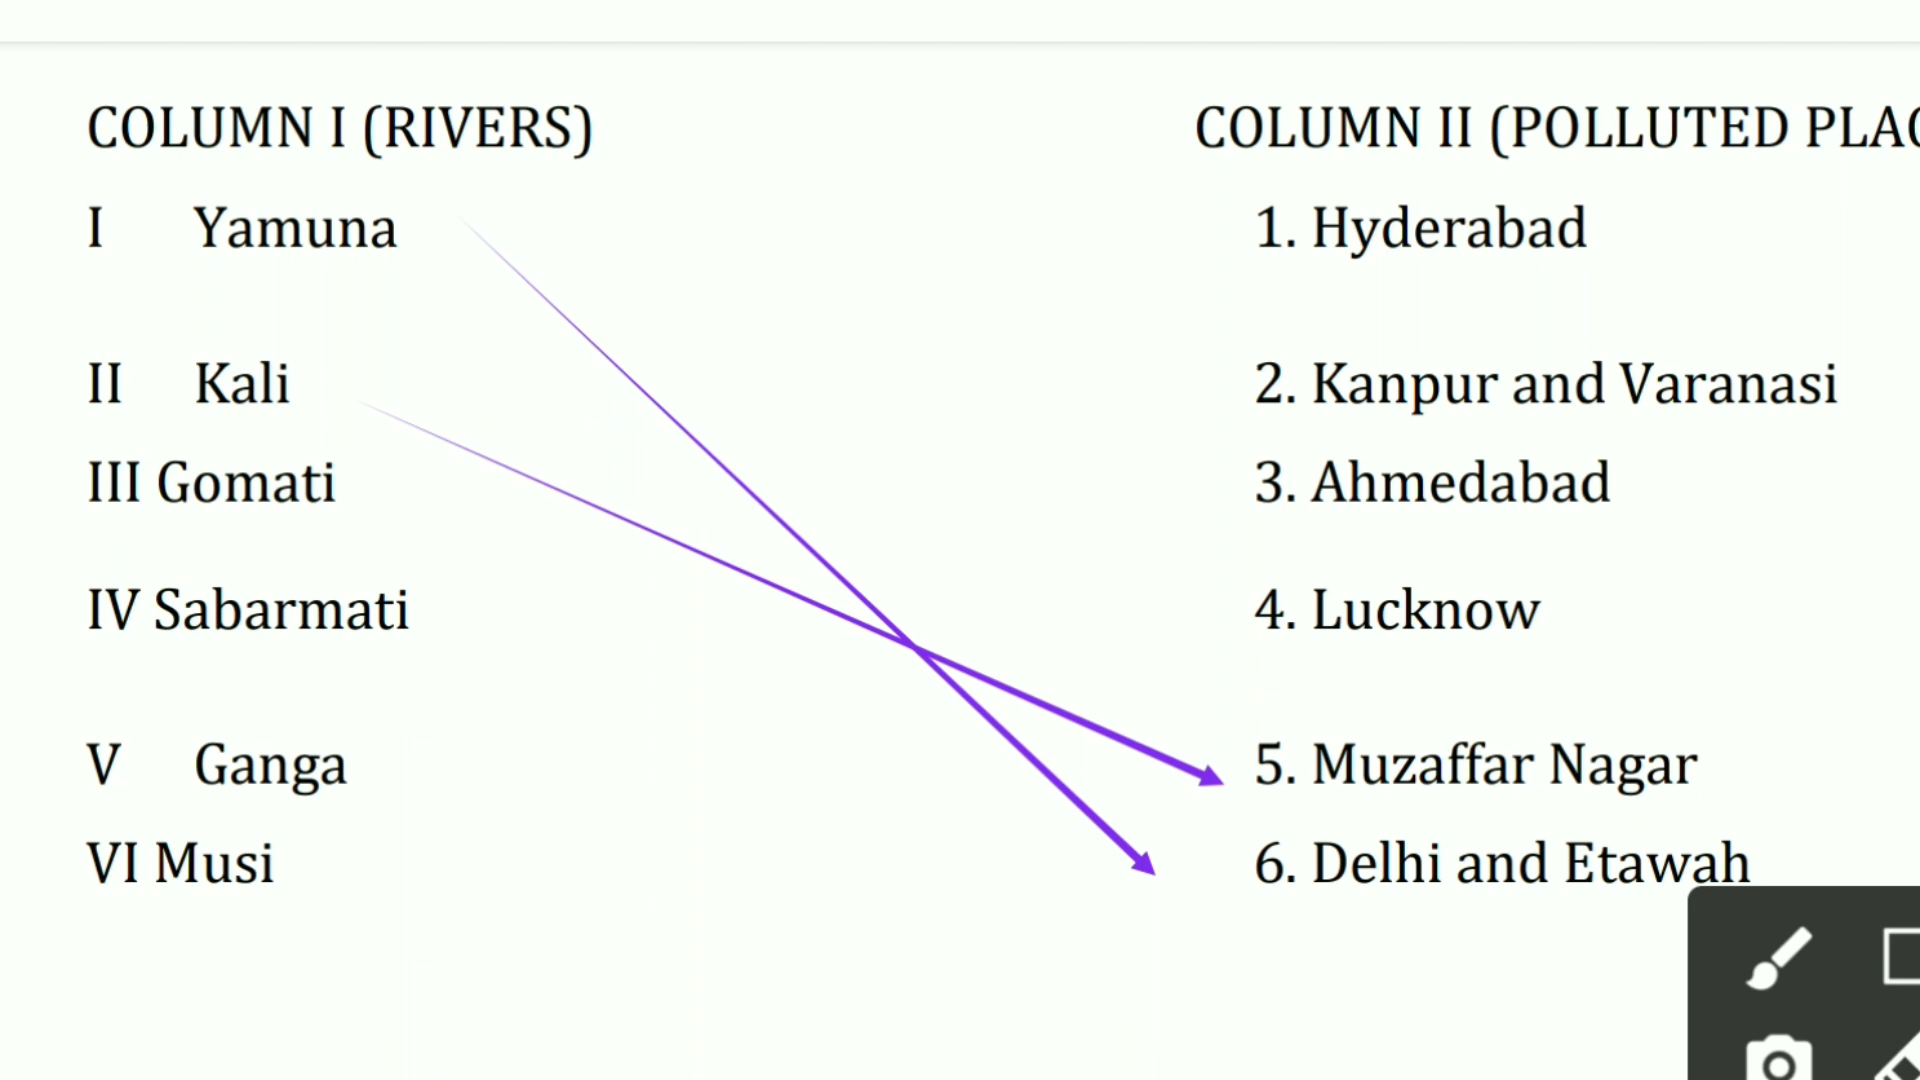 COLUMN I (RIVERS) COLUMN II (POLLUTED
I Yamuna 1. Hyderabad
II Kali 2. Kanpur and Varanasi
III Gomati 3. Ahmedabad
IV Sabarmati 4. Lucknow
V Ganga 5. Muzaffar Nagar
VI Musi 6. Delhi and Etawah